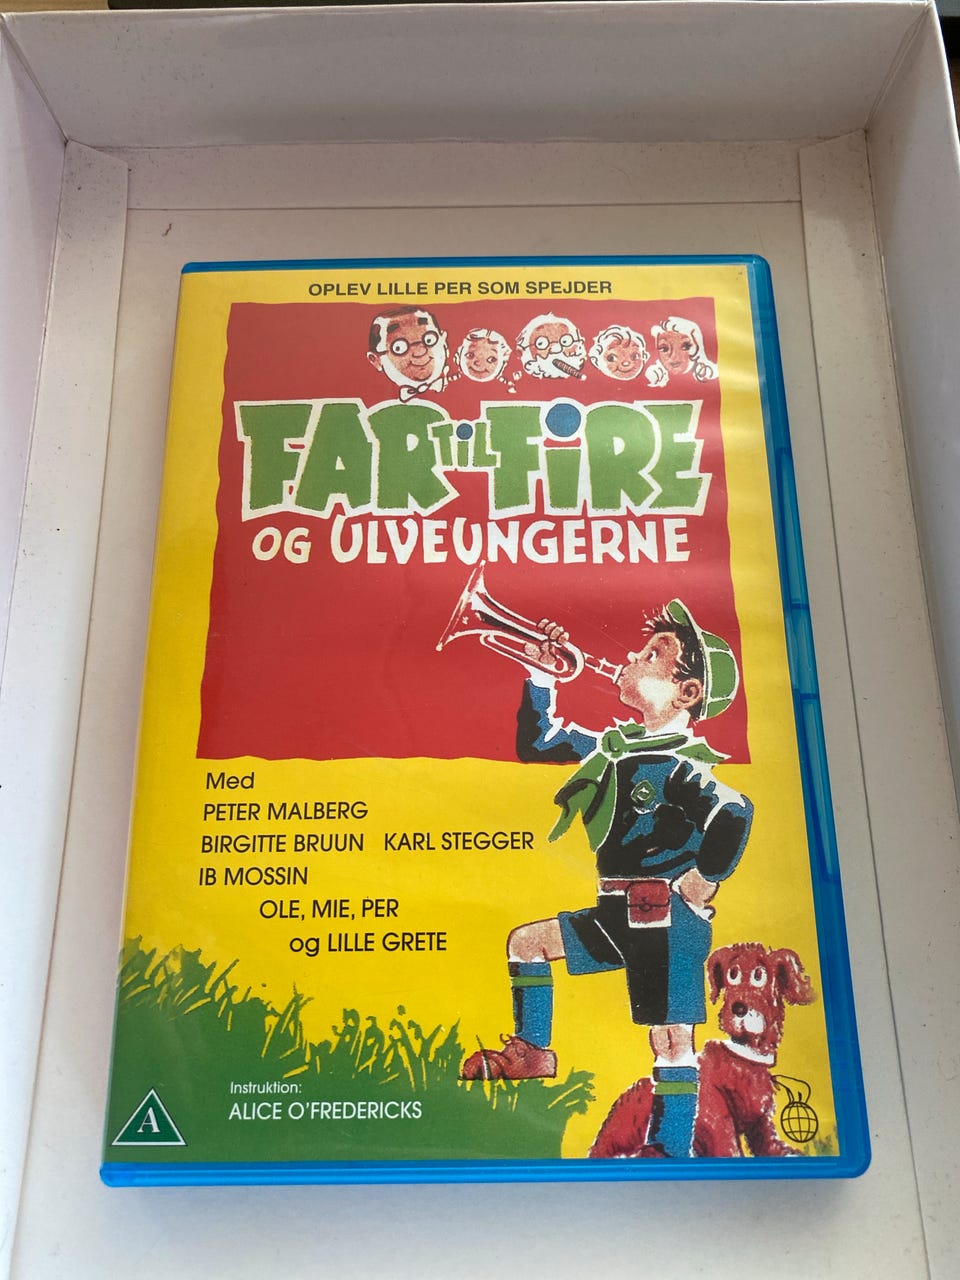 OPLEV LILLE PER SOM SPEJDER
FAR TIL FIRE
OG ULVEUNGERNE
Med
PETER MALBERG
BIRGITTE BRUUN KARL STEGGER
IB MOSSIN
OLE, MIE, PER
og LILLE GRETE
Instruktion:
ALICE O'FREDERICKS
A